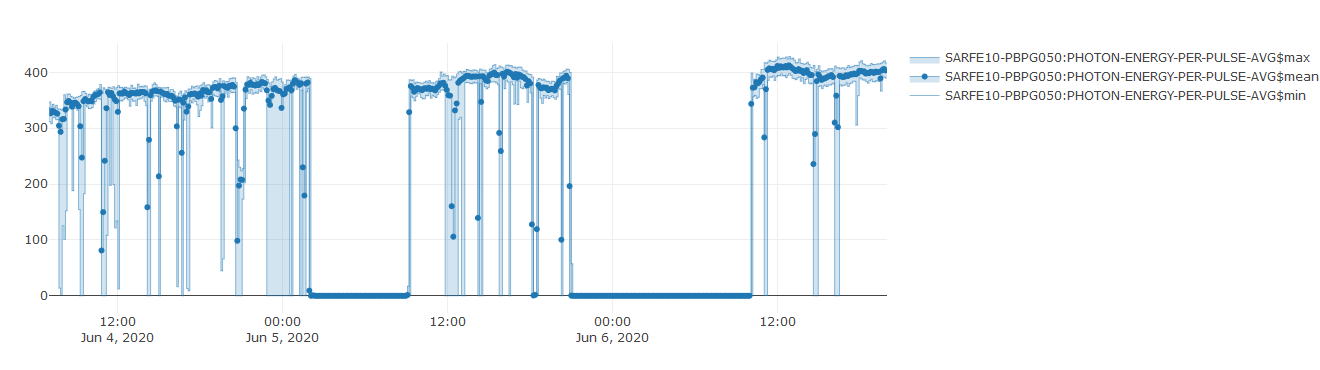 400
300
200
100
0
12:00
Jun 4, 2020
00:00
Jun 5, 2020
12:00
00:00
Jun 6, 2020
12:00
SARFE10-PBPG050:PHOTON-ENERGY-PER-PULSE-AVG$max
SARFE10-PBPG050:PHOTON-ENERGY-PER-PULSE-AVG$mean
SARFE10-PBPG050:PHOTON-ENERGY-PER-PULSE-AVG$min